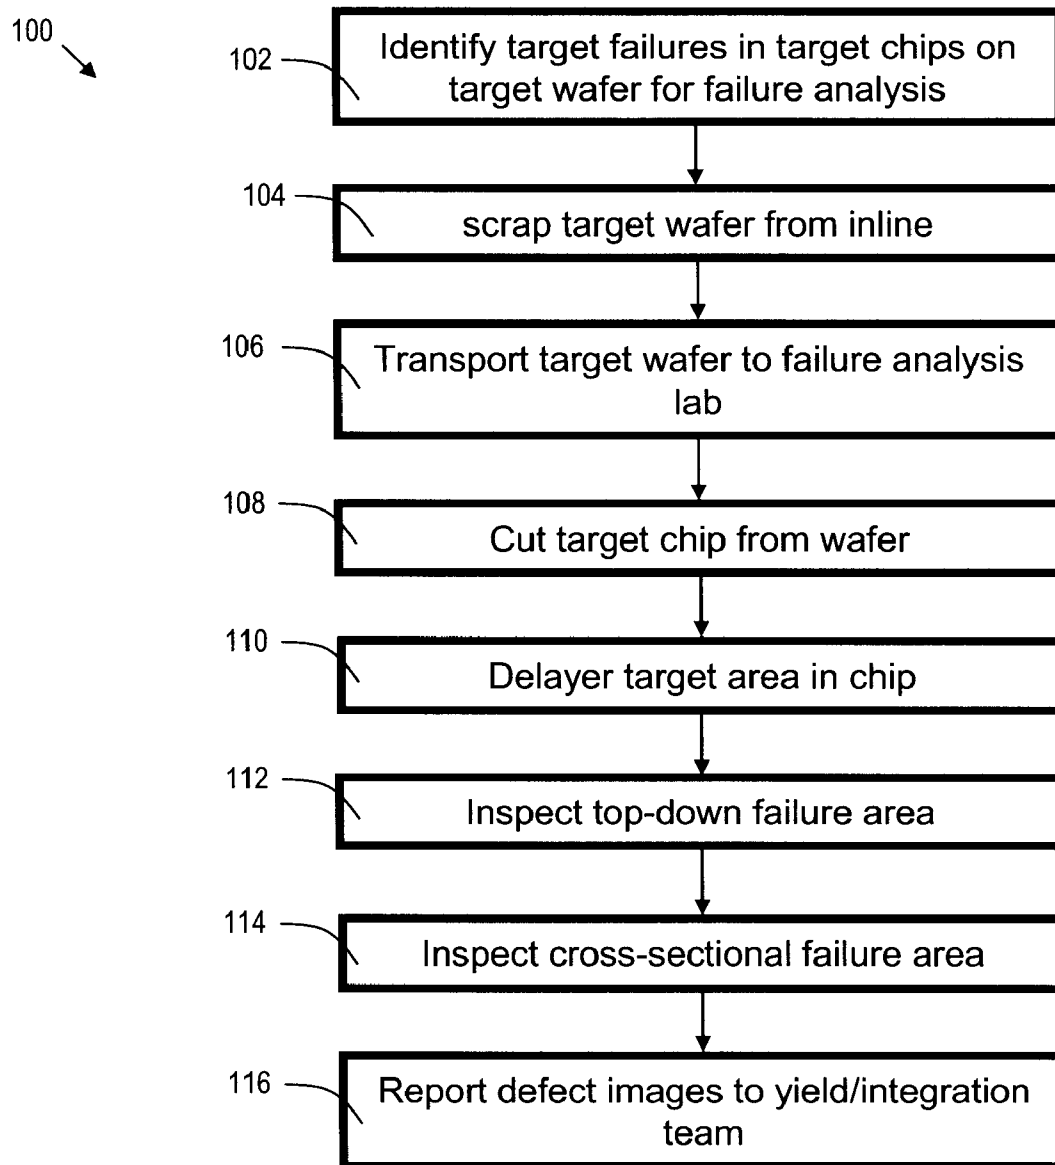 100
102
Identify target failures in target chips on
target wafer for failure analysis
104
scrap target wafer from inline
106
Transport target wafer to failure analysis
lab
108
Cut target chip from wafer
110
Delayer target area in chip
112
Inspect top-down failure area
114
Inspect cross-sectional failure area
116
Report defect images to yield/integration
team